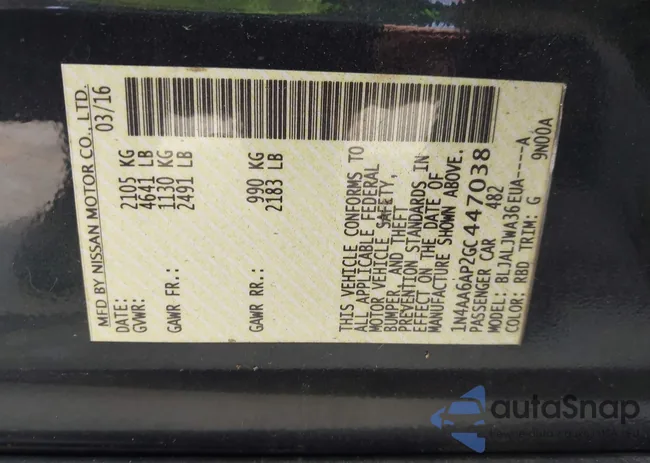 MFD BY NISSAN MOTOR CO., LTD.
DATE: 03/16
GVWR: 2105 KG
4641 LB
GAWR FR.: 1130 KG
2491 LB
GAWR RR.: 990 KG
2183 LB
THIS VEHICLE CONFORMS TO
ALL APPLICABLE FEDERAL
MOTOR VEHICLE SAFETY,
BUMPER, AND THEFT
PREVENTION STANDARDS IN
EFFECT ON THE DATE OF
MANUFACTURE SHOWN ABOVE.
1N4AA6AP2GC447038
PASSENGER CAR 482
MODEL: BLJALJWA36EUA----A
COLOR: RBD TRIM: G 9N00A
autoSnap